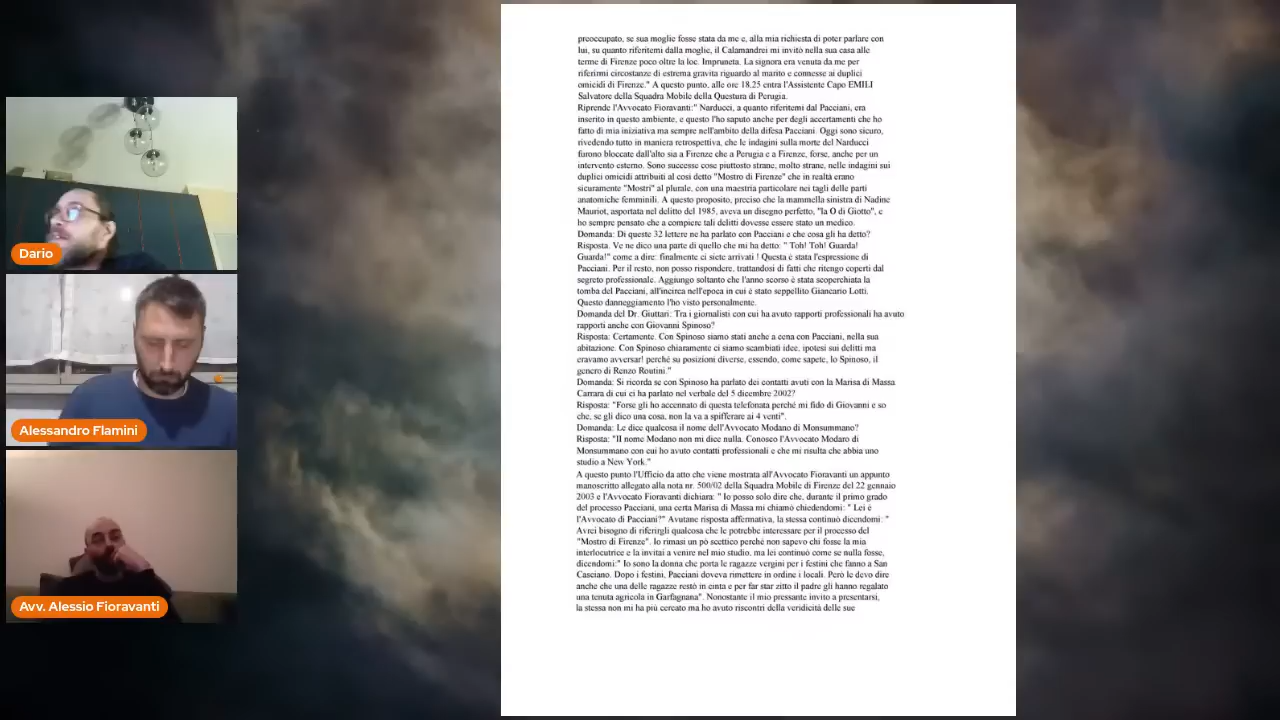 Dario
Alessandro Flamini
Avv. Alessio Fioravanti
preoccupato, se sua moglie fosse stata da me e, alla mia richiesta di poter parlare con
lui, su quanto riferitemi dalla moglie, il Calamandrei mi invitò nella sua casa alle
terme di Firenze poco oltre la loc. Impruneta. La signora era venuta da me per
riferirmi circostanze di estrema gravita riguardo al marito e connesse ai duplici
omicidi di Firenze." A questo punto, alle ore 18.25 entra l'Assistente Capo EMILI
Salvatore della Squadra Mobile della Questura di Perugia.
Riprende l'Avvocato Fioravanti:" Narducci, a quanto riferitemi dal Pacciani, era
inserito in questo ambiente, e questo l'ho saputo anche per degli accertamenti che ho
fatto di mia iniziativa ma sempre nell'ambito della difesa Pacciani. Oggi sono sicuro,
rivedendo tutto in maniera retrospettiva, che le indagini sulla morte del Narducci
furono bloccate dall'alto sia a Firenze che a Perugia e a Firenze, forse, anche per un
intervento esterno. Sono successe cose piuttosto strane, molto strane, nelle indagini sui
duplici omicidi attribuiti al cosi detto "Mostro di Firenze" che in realtà erano
sicuramente "Mostri" al plurale, con una maestria particolare nei tagli delle parti
anatomiche femminili. A questo proposito, preciso che la mammella sinistra di Nadine
Mauriot, asportata nel delitto del 1985, aveva un disegno perfetto, "la O di Giotto", e
ho sempre pensato che a compiere tali delitti dovesse essere stato un medico.
Domanda: Di queste 32 lettere ne ha parlato con Pacciani e che cosa gli ha detto?
Risposta. Ve ne dico una parte di quello che mi ha detto: " Toh! Toh! Guarda!
Guarda!" come a dire: finalmente ci siete arrivati ! Questa è stata l'espressione di
Pacciani. Per il resto, non posso rispondere, trattandosi di fatti che ritengo coperti dal
segreto professionale. Aggiungo soltanto che l'anno scorso è stata scoperchiata la
tomba del Pacciani, all'incirca nell'epoca in cui è stato seppellito Giancarlo Lotti.
Questo danneggiamento l'ho visto personalmente.
Domanda del Dr. Giuttari: Tra i giornalisti con cui ha avuto rapporti professionali ha avuto
rapporti anche con Giovanni Spinoso?
Risposta: Certamente. Con Spinoso siamo stati anche a cena con Pacciani, nella sua
abitazione. Con Spinoso chiaramente ci siamo scambiati idee, ipotesi sui delitti ma
eravamo avversar! perché su posizioni diverse, essendo, come sapete, lo Spinoso, il
genero di Renzo Routini."
Domanda: Si ricorda se con Spinoso ha parlato dei contatti avuti con la Marisa di Massa
Carrara di cui ci ha parlato nel verbale del 5 dicembre 2002?
Risposta: "Forse gli ho accennato di questa telefonata perché mi fido di Giovanni e so
che, se gli dico una cosa, non la va a spifferare ai 4 venti".
Domanda: Le dice qualcosa il nome dell'Avvocato Modano di Monsummano?
Risposta: "II nome Modano non mi dice nulla. Conosco l'Avvocato Modaro di
Monsummano con cui ho avuto contatti professionali e che mi risulta che abbia uno
studio a New York."
A questo punto l'Ufficio da atto che viene mostrata all'Avvocato Fioravanti un appunto
manoscritto allegato alla nota nr. 500/02 della Squadra Mobile di Firenze del 22 gennaio
2003 e l'Avvocato Fioravanti dichiara: " Io posso solo dire che, durante il primo grado
del processo Pacciani, una certa Marisa di Massa mi chiamò chiedendomi: " Lei è
l'Avvocato di Pacciani?" Avutane risposta affermativa, la stessa continuò dicendomi: "
Avrei bisogno di riferirgli qualcosa che le potrebbe interessare per il processo del
"Mostro di Firenze". Io rimasi un pò scettico perché non sapevo chi fosse la mia
interlocutrice e la invitai a venire nel mio studio, ma lei continuò come se nulla fosse,
dicendomi:" Io sono la donna che porta le ragazze vergini per i festini che fanno a San
Casciano. Dopo i festini, Pacciani doveva rimettere in ordine i locali. Però le devo dire
anche che una delle ragazze restò in einta e per far star zitto il padre gli hanno regalato
una tenuta agricola in Garfagnana". Nonostante il mio pressante invito a presentarsi,
la stessa non mi ha più cercato ma ho avuto riscontri della veridicità delle sue